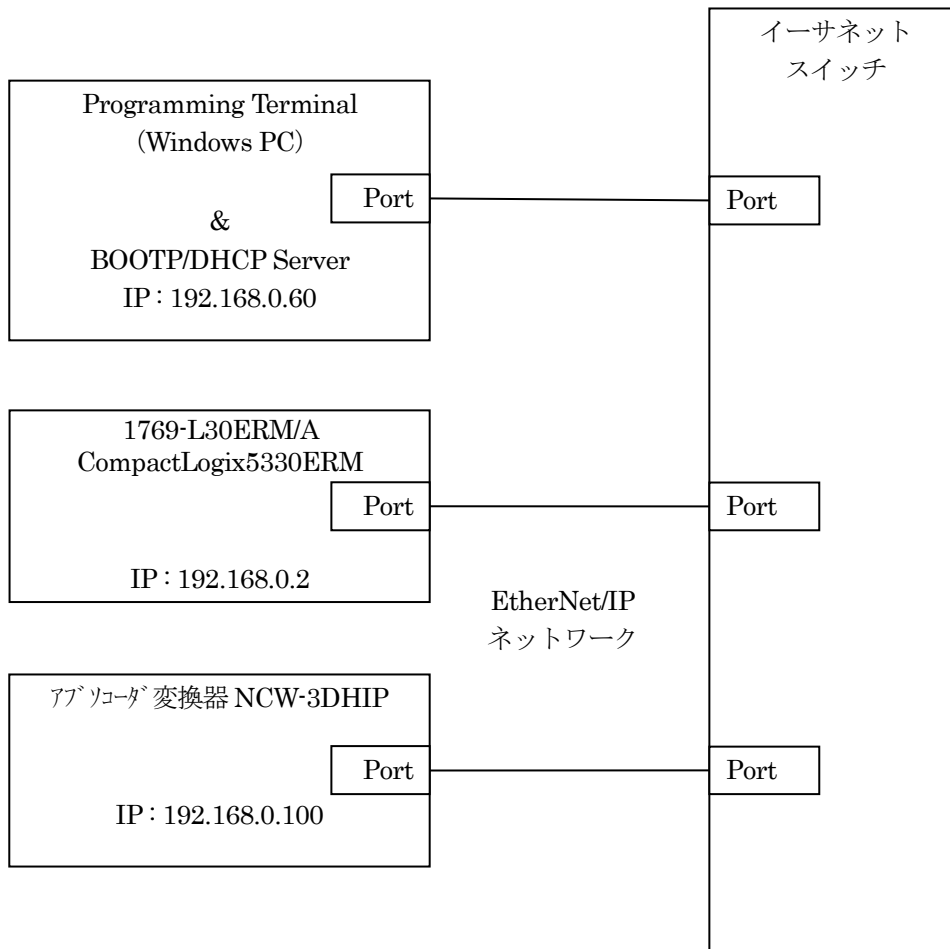 イーサネット
スイッチ
Programming Terminal
(Windows PC)
Port
Port
&
BOOTP/DHCP Server
IP：192.168.0.60
1769-L30ERM/A
CompactLogix5330ERM
Port
Port
IP：192.168.0.2
EtherNet/IP
ネットワーク
ｱﾌﾞｿｺｰﾀﾞ変換器 NCW-3DHIP
Port
Port
IP：192.168.0.100